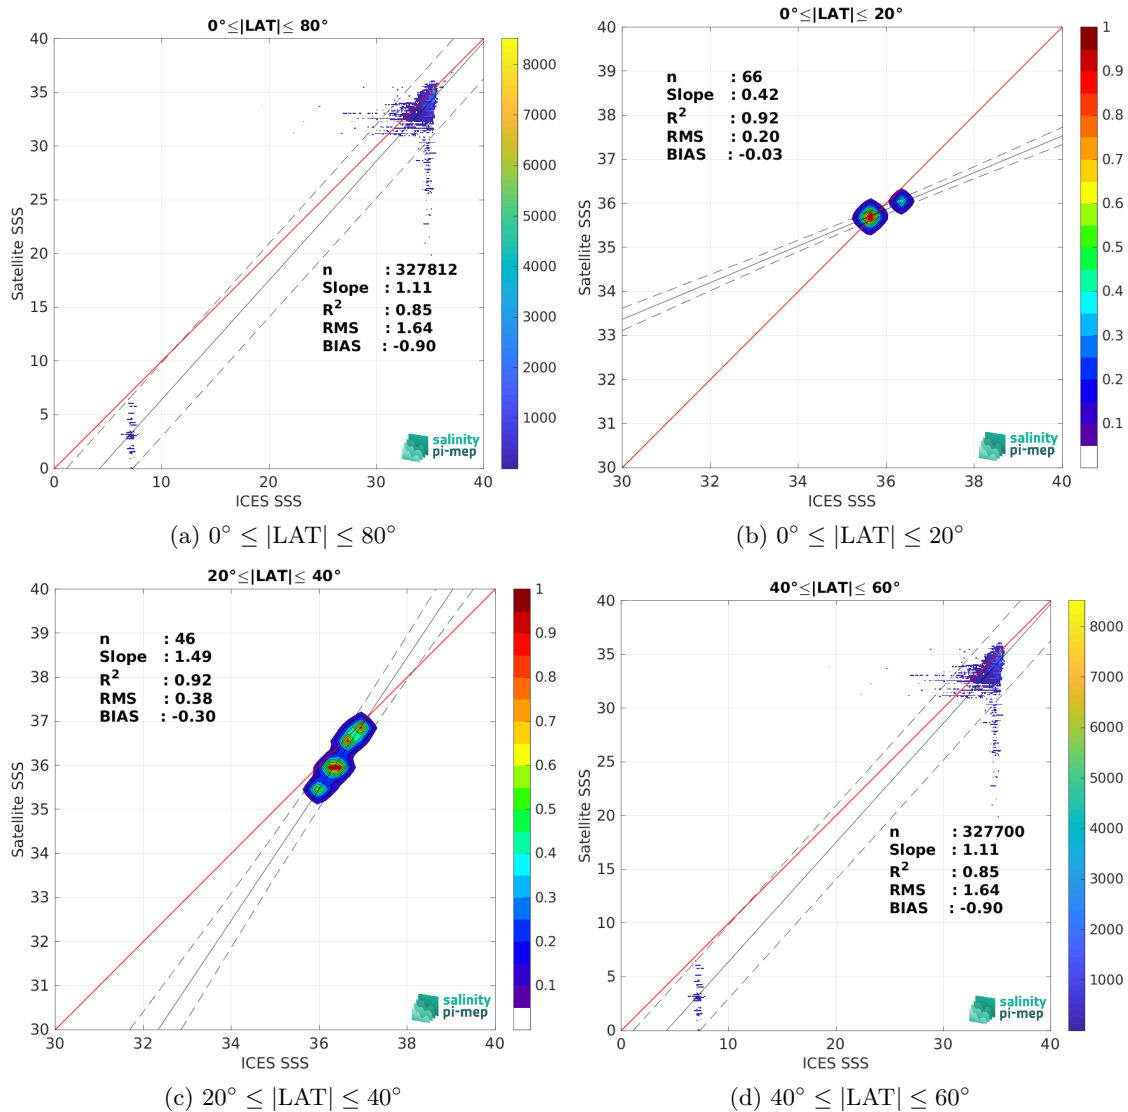 0°≤|LAT|≤ 80°
40
35
30
25
20
15
10
5
0
Satellite SSS
n : 327812
Slope : 1.11
R² : 0.85
RMS : 1.64
BIAS : -0.90
salinity
pi-mep
0 10 20 30 40
ICES SSS
8000
7000
6000
5000
4000
3000
2000
1000
(a) 0° ≤ |LAT| ≤ 80°
0°≤|LAT|≤ 20°
40
39
38
37
36
35
34
33
32
31
30
Satellite SSS
n : 66
Slope : 0.42
R² : 0.92
RMS : 0.20
BIAS : -0.03
salinity
pi-mep
30 32 34 36 38 40
ICES SSS
1
0.9
0.8
0.7
0.6
0.5
0.4
0.3
0.2
0.1
(b) 0° ≤ |LAT| ≤ 20°
20°≤|LAT|≤ 40°
40
39
38
37
36
35
34
33
32
31
30
Satellite SSS
n : 46
Slope : 1.49
R² : 0.92
RMS : 0.38
BIAS : -0.30
salinity
pi-mep
30 32 34 36 38 40
ICES SSS
1
0.9
0.8
0.7
0.6
0.5
0.4
0.3
0.2
0.1
(c) 20° ≤ |LAT| ≤ 40°
40°≤|LAT|≤ 60°
40
35
30
25
20
15
10
5
0
Satellite SSS
n : 327700
Slope : 1.11
R² : 0.85
RMS : 1.64
BIAS : -0.90
salinity
pi-mep
0 10 20 30 40
ICES SSS
8000
7000
6000
5000
4000
3000
2000
1000
(d) 40° ≤ |LAT| ≤ 60°